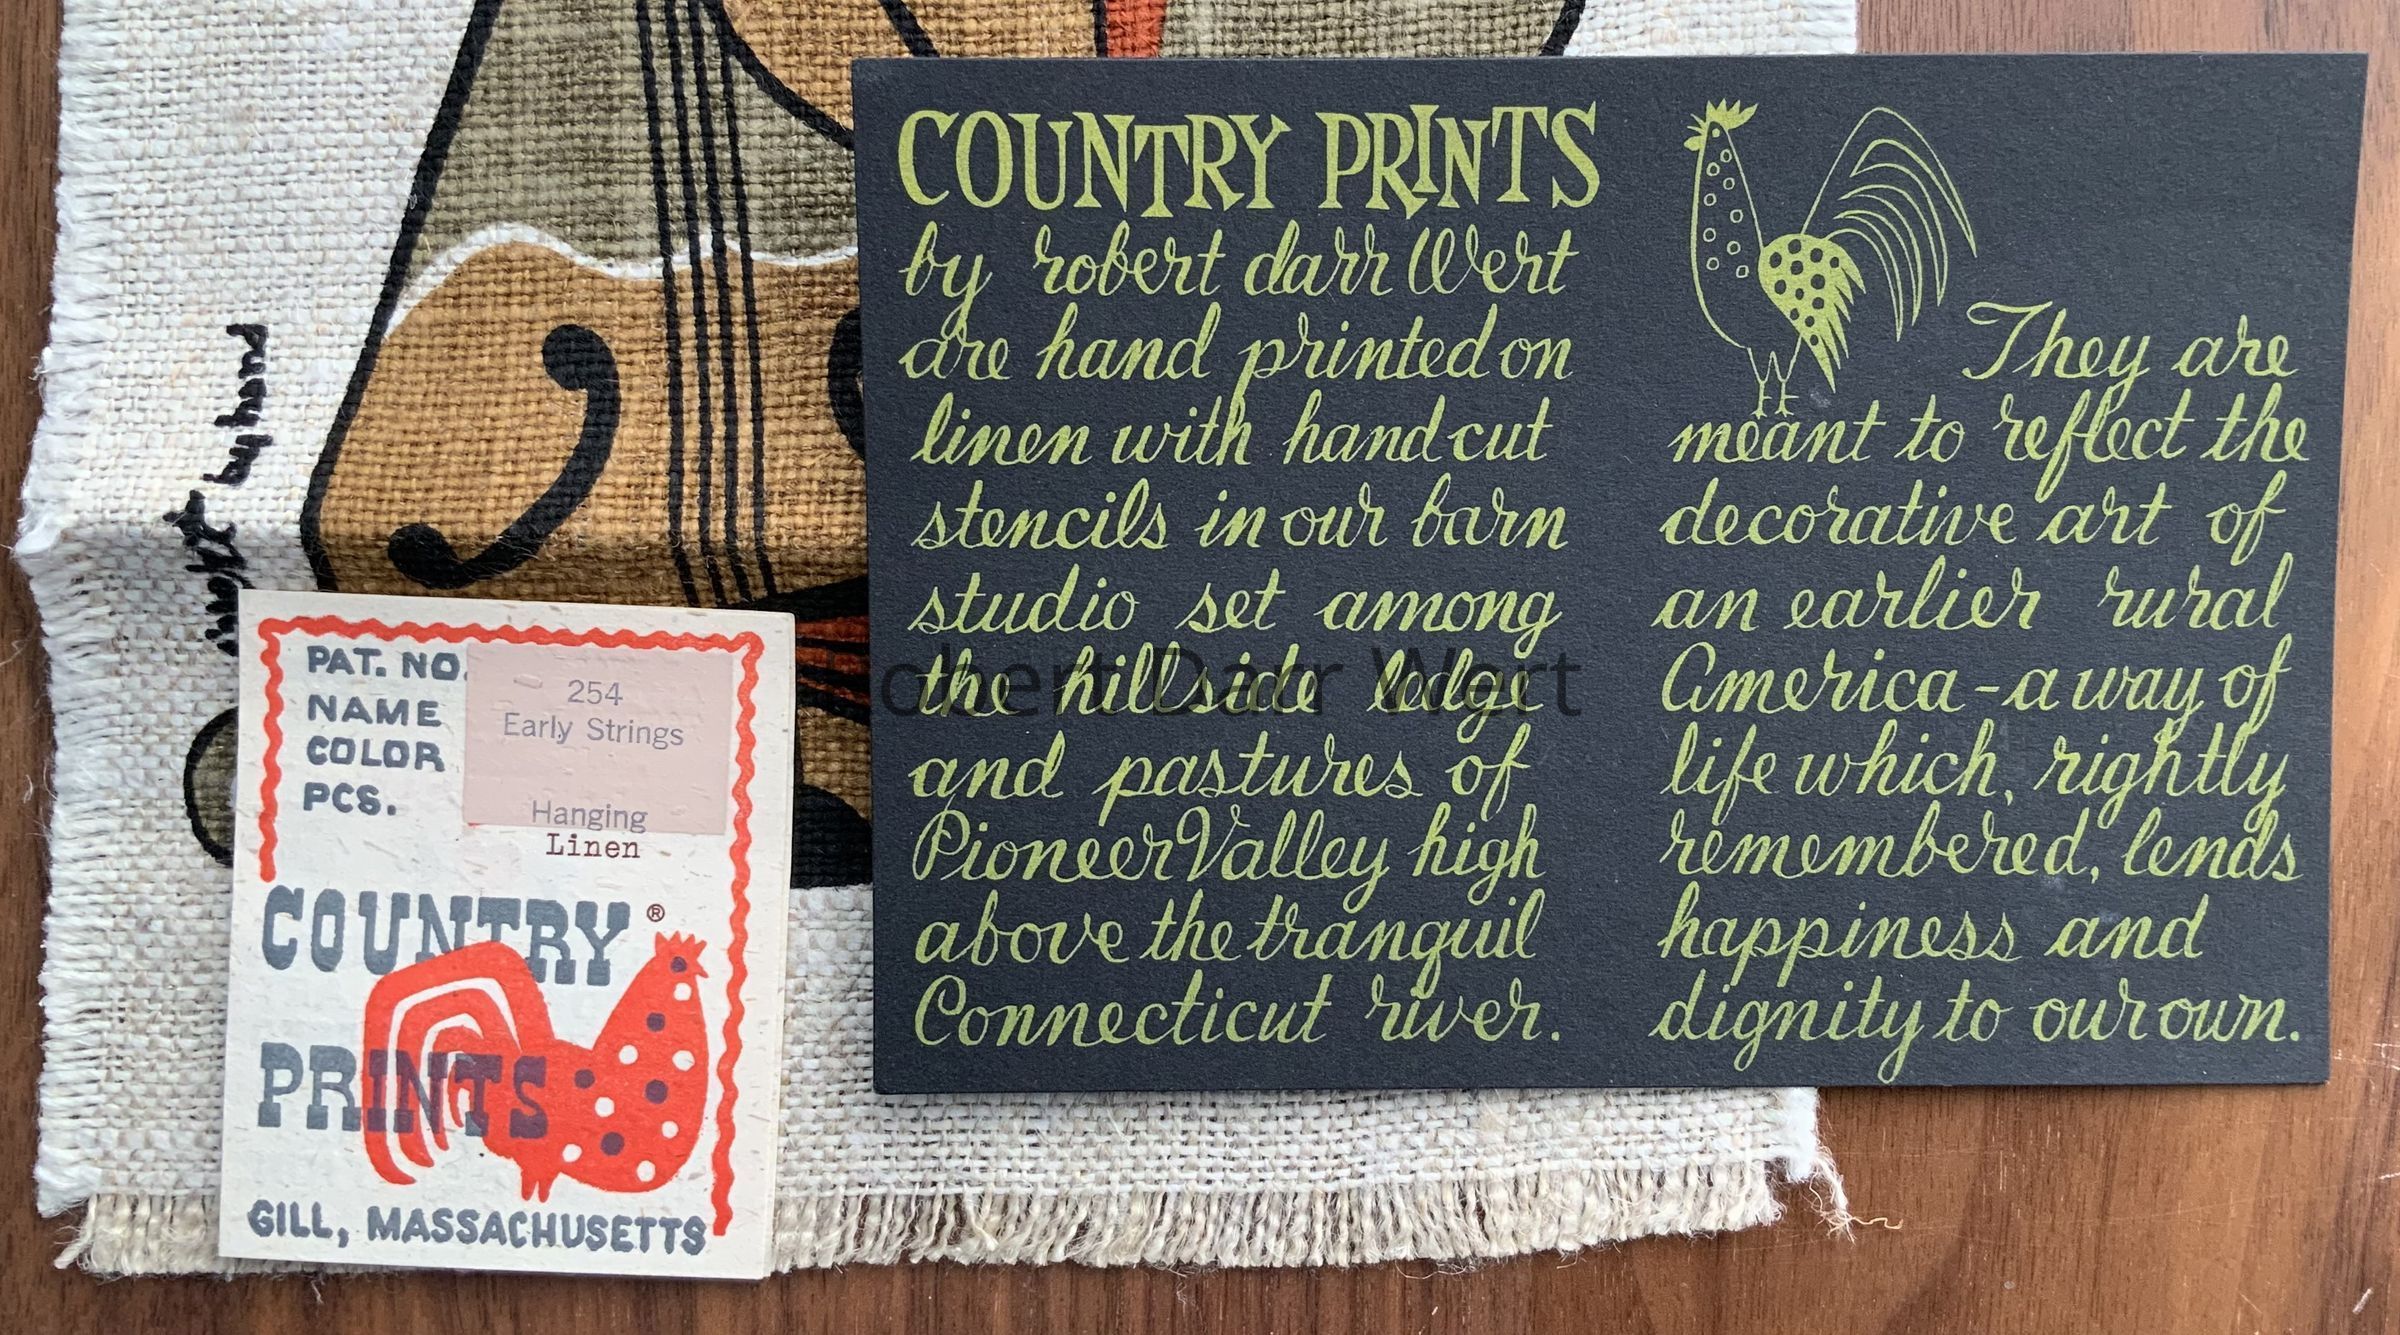 by hand
PAT. NO. 254
NAME Early Strings
COLOR
PCS. Hanging
Linen
COUNTRY ®
PRINTS
GILL, MASSACHUSETTS
COUNTRY PRINTS
by robert darr Wert
are hand printed on
linen with hand cut
stencils in our barn
studio set among
the hillside ledge
and pastures of
Pioneer Valley high
above the tranquil
Connecticut river.
They are
meant to reflect the
decorative art of
an earlier rural
America - a way of
life which, rightly
remembered, lends
happiness and
dignity to our own.
Robert Darr Wert